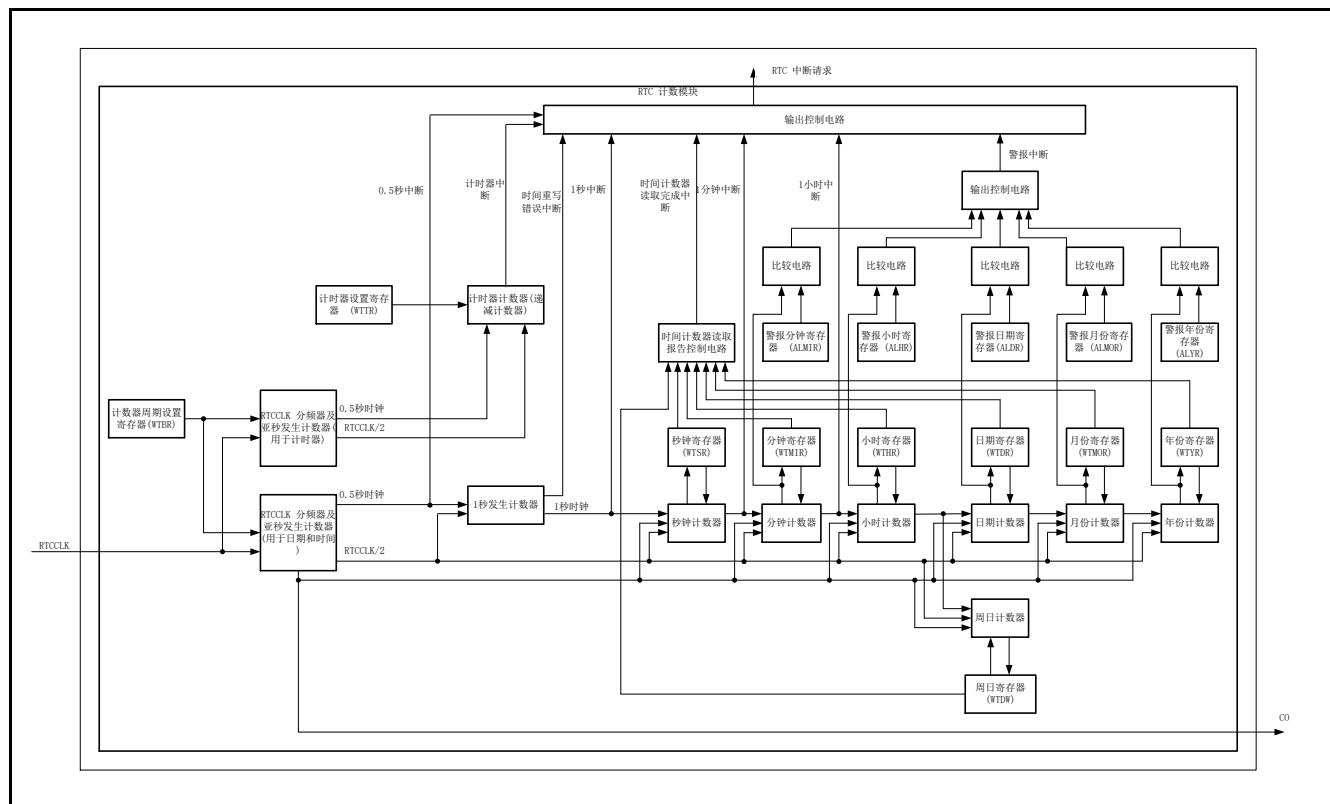 RTC 中断请求
RTC 计数模块
输出控制电路
0.5秒中断
计时器中
断
时间重写
错误中断
1秒中断
时间计数器
读取完成中
断
1分钟中断
1小时中断
警报中断
输出控制电路
比较电路
比较电路
比较电路
比较电路
比较电路
计时器设置寄存
器 (WTTR)
计时器计数器(递
减计数器)
时间计数器读取
报告控制电路
警报分钟寄存
器 (ALMIR)
警报小时寄存
器 (ALHR)
警报日期寄存
器(ALDR)
警报月份寄存
器 (ALMOR)
警报年份寄存
器
(ALYR)
计数器周期设置
寄存器(WTBR)
RTCCLK 分频器及
亚秒发生计数器(
用于计时器)
0.5秒时钟
RTCCLK/2
秒钟寄存器
(WTSR)
分钟寄存器
(WTMIR)
小时寄存器
(WTHR)
日期寄存器
(WTDR)
月份寄存器
(WTMOR)
年份寄存器
(WTYR)
RTCCLK
RTCCLK 分频器及
亚秒发生计数器
(用于日期和时间
)
0.5秒时钟
RTCCLK/2
1秒发生计数器
1秒时钟
秒钟计数器
分钟计数器
小时计数器
日期计数器
月份计数器
年份计数器
周日计数器
周日寄存器
(WTDW)
CO